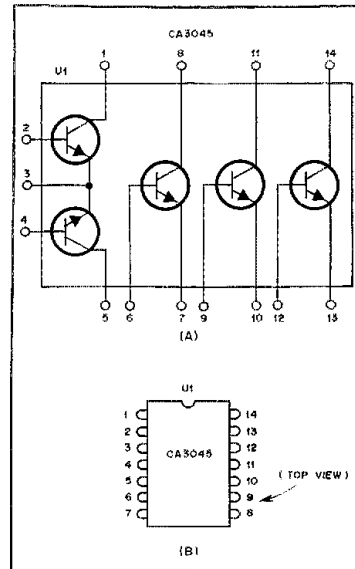 CA3045
1 8 11 14
U1
2
3
4
5 6 7 9 10 12 13
(A)
U1
1 14
2 13
3 CA3045 12
4 11
5 10 (TOP VIEW)
6 9
7 8
(B)